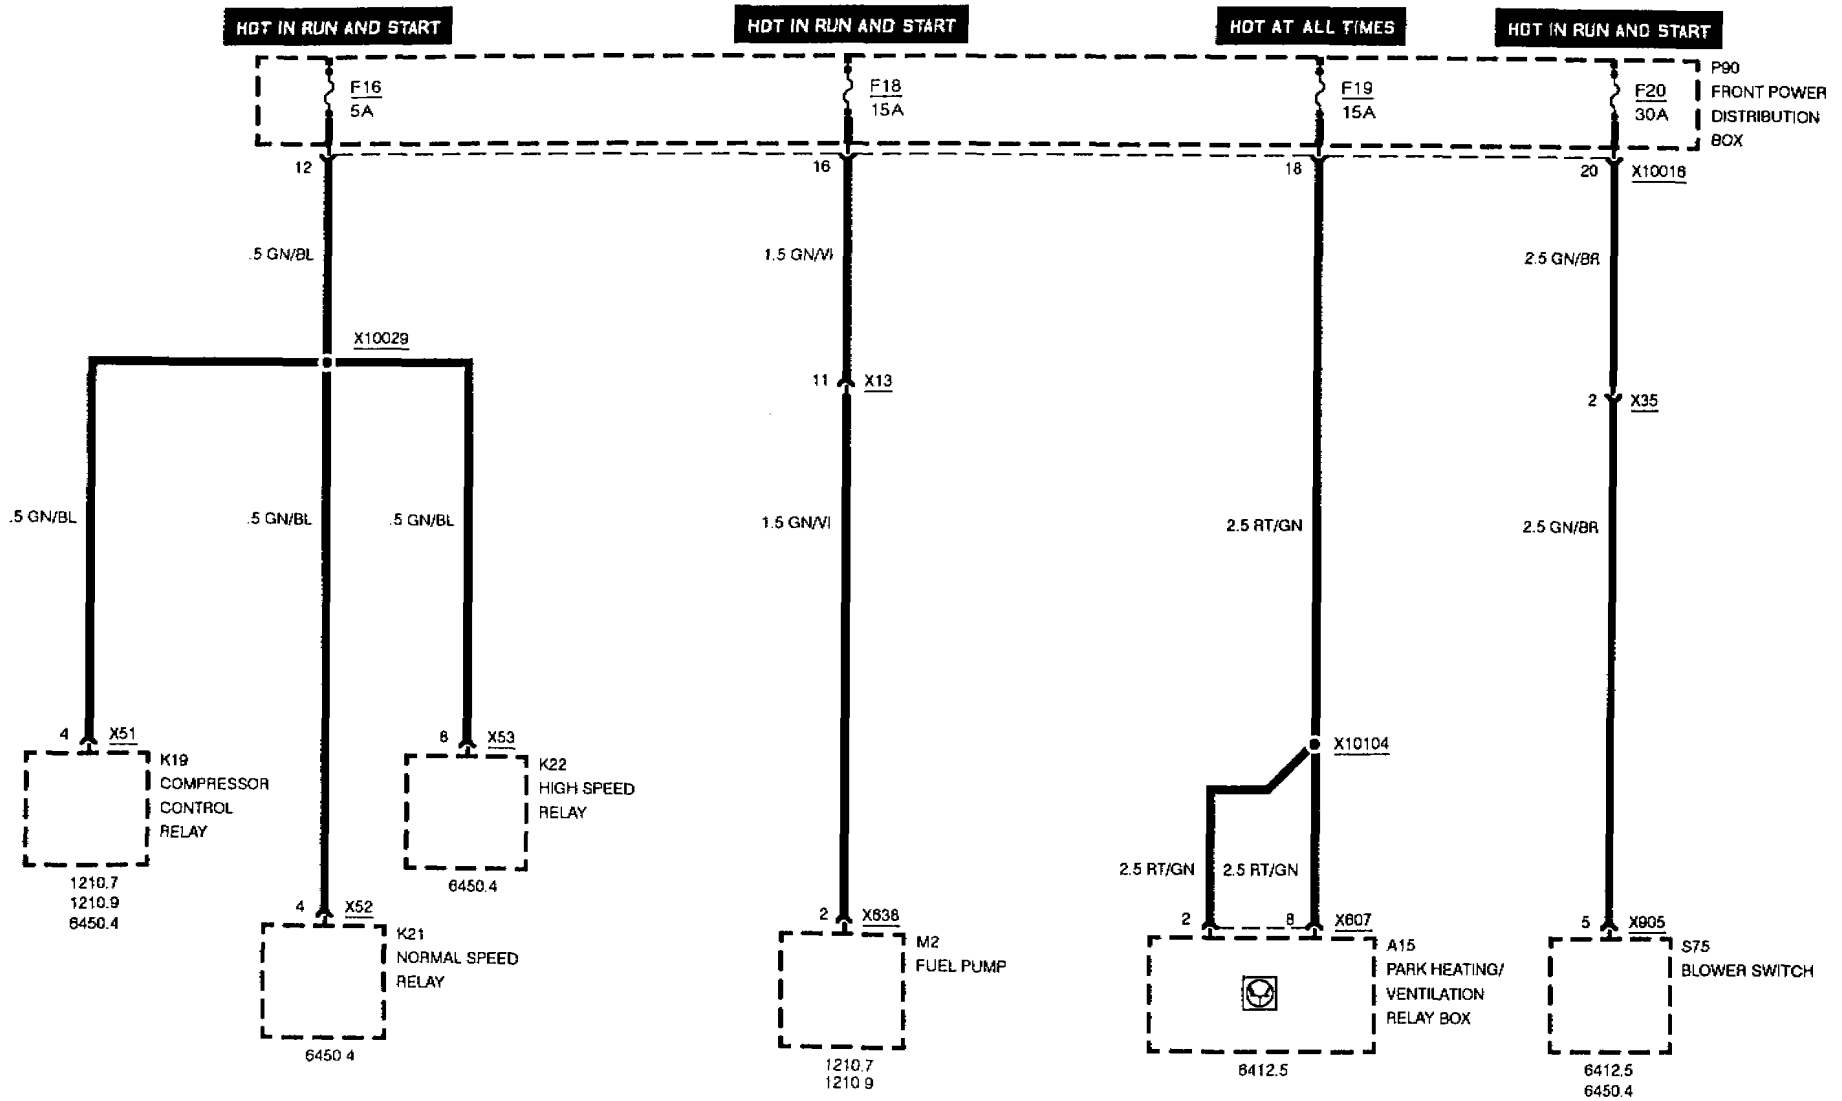 HOT IN RUN AND START
HOT IN RUN AND START
HOT AT ALL TIMES
HOT IN RUN AND START
F16
5A
F18
15A
F19
15A
F20
30A
P90
FRONT POWER
DISTRIBUTION
BOX
12
16
18
20
X10016
.5 GN/BL
1.5 GN/VI
2.5 GN/BR
X10029
11
X13
2
X35
.5 GN/BL
.5 GN/BL
.5 GN/BL
1.5 GN/VI
2.5 RT/GN
2.5 GN/BR
4
X51
8
X53
X10104
K19
COMPRESSOR
CONTROL
RELAY
K22
HIGH SPEED
RELAY
1210.7
1210.9
6450.4
6450.4
2.5 RT/GN
2.5 RT/GN
4
X52
2
X638
2
8
X607
5
X905
K21
NORMAL SPEED
RELAY
M2
FUEL PUMP
A15
PARK HEATING/
VENTILATION
RELAY BOX
S75
BLOWER SWITCH
6450 4
1210.7
1210 9
6412.5
6412.5
6450.4